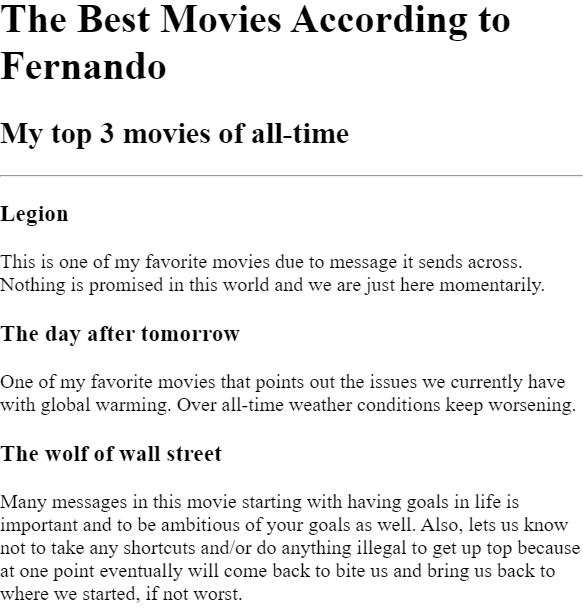 The Best Movies According to
Fernando
My top 3 movies of all-time
Legion
This is one of my favorite movies due to message it sends across.
Nothing is promised in this world and we are just here momentarily.
The day after tomorrow
One of my favorite movies that points out the issues we currently have
with global warming. Over all-time weather conditions keep worsening.
The wolf of wall street
Many messages in this movie starting with having goals in life is
important and to be ambitious of your goals as well. Also, lets us know
not to take any shortcuts and/or do anything illegal to get up top because
at one point eventually will come back to bite us and bring us back to
where we started, if not worst.